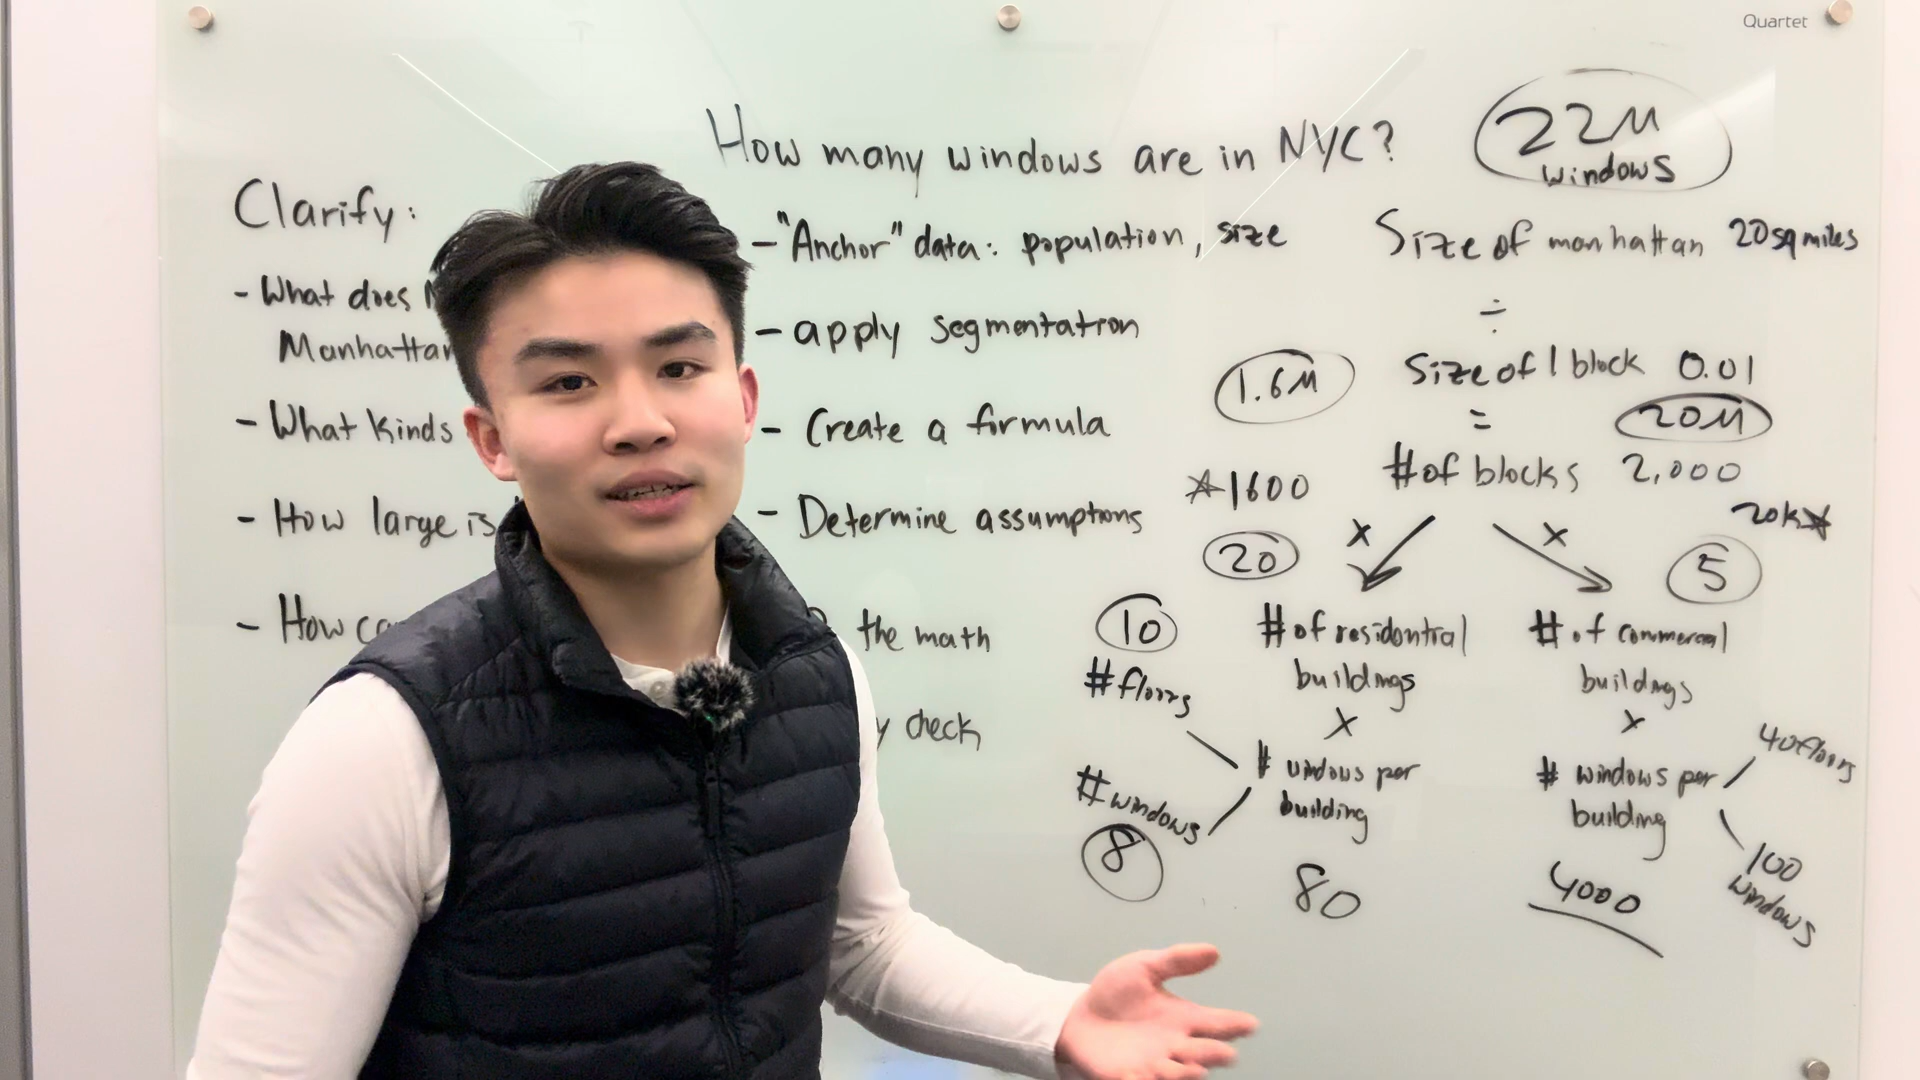 Quartet
How many windows are in NYC?
22M
windows
Clarify:
- What does
Manhattan
- What kinds
- How large is
- How
- "Anchor" data: population, size
- apply segmentation
- Create a formula
- Determine assumptions
the math
check
Size of manhattan 20 sq miles
÷
Size of 1 block 0.01
=
1.6M
20M
# of blocks 2,000
1600
20K
x x
20
5
10
# of residential
buildings
# of commercal
buildings
# floors
x
x
# windows per
building
# windows per
building
40 floors
# windows
8
80
4000
100
windows